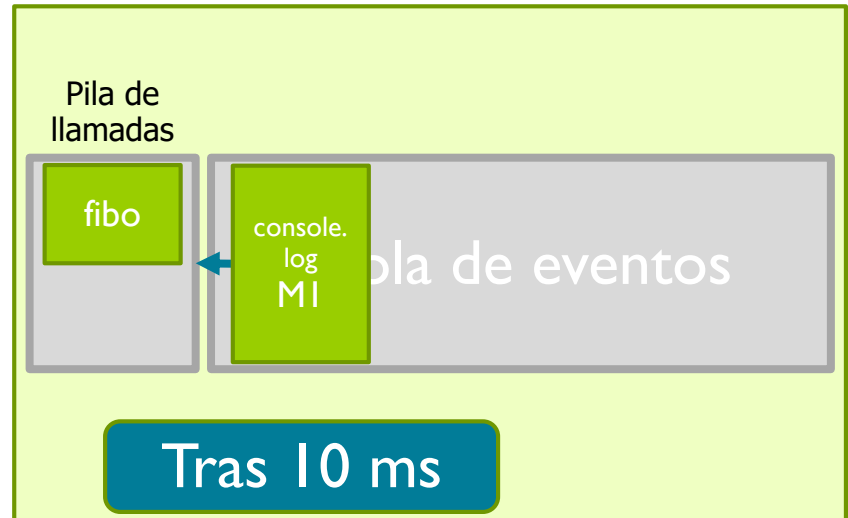 Pila de
llamadas
fibo
console.
log
M1
ola de eventos
Tras 10 ms